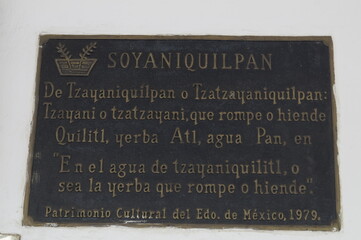 SOYANIQUILPAN
De Tzayaniquilpan o Tzatzayaniquilpan:
Tzayani o tzatzayani, que rompe o hiende
Quilitl, yerba Atl, agua Pan, en
"En el agua de tzayaniquilitl, o
sea la yerba que rompe o hiende".
Patrimonio Cultural del Edo. de México, 1979.